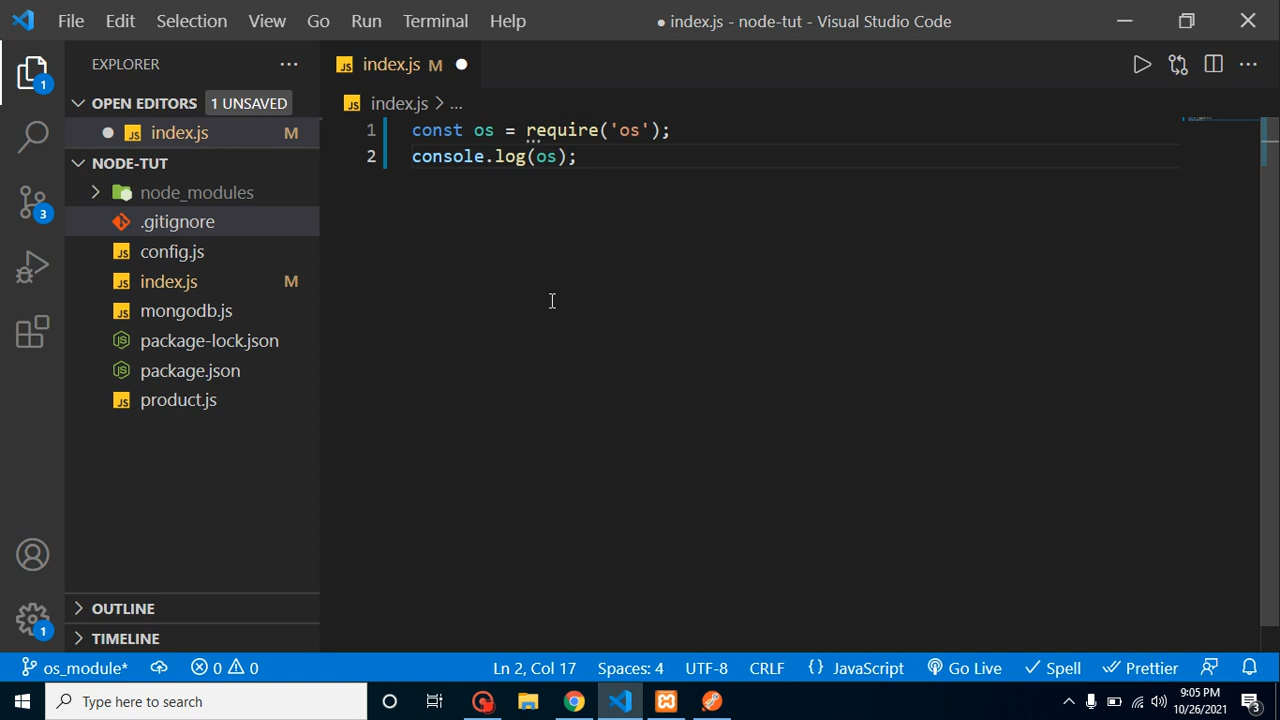 File Edit Selection View Go Run Terminal Help
● index.js - node-tut - Visual Studio Code
EXPLORER
1
OPEN EDITORS 1 UNSAVED
index.js M
NODE-TUT
node_modules
.gitignore
config.js
index.js M
mongodb.js
package-lock.json
package.json
product.js
OUTLINE
TIMELINE
3
1
index.js M
index.js > ...
1 const os = require('os');
2 console.log(os);
os_module* 0 0 Ln 2, Col 17 Spaces: 4 UTF-8 CRLF {} JavaScript Go Live Spell Prettier
Type here to search
9:05 PM
10/26/2021
3